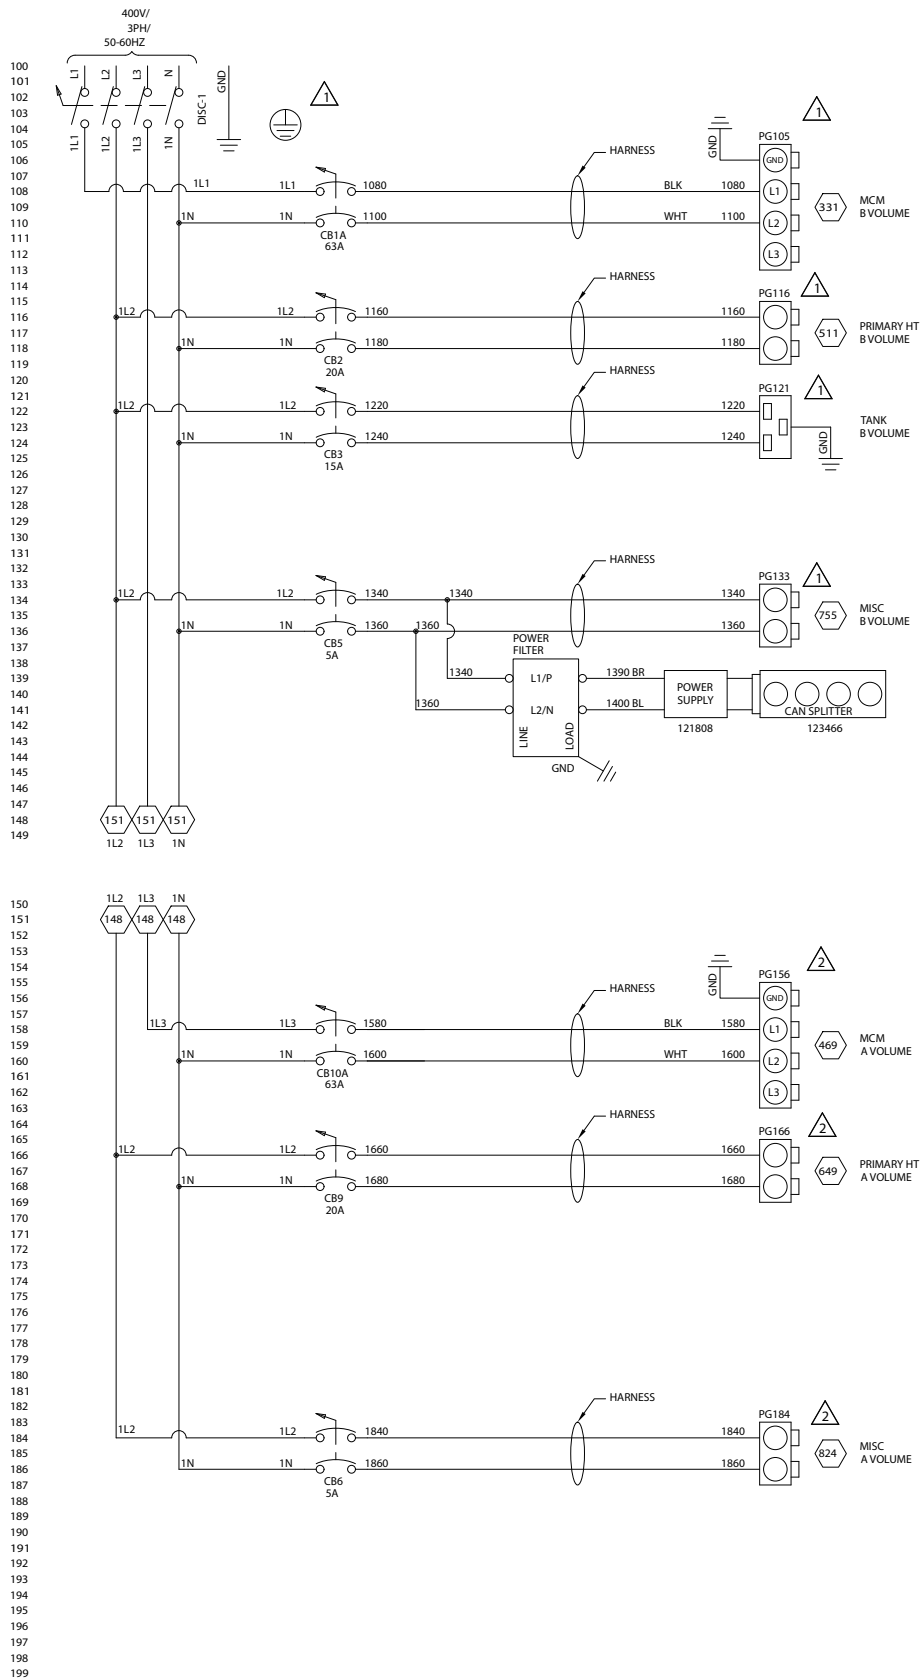 400V/
3PH/
50-60HZ
100
101
102
103
104
105
106
107
108
109
110
111
112
113
114
115
116
117
118
119
120
121
122
123
124
125
126
127
128
129
130
131
132
133
134
135
136
137
138
139
140
141
142
143
144
145
146
147
148
149
L1
L2
L3
N
GND
DISC-1
1L1
1L2
1L3
1N
1
1L1
1L1
1080
HARNESS
BLK
1080
1N
1N
1100
WHT
1100
CB1A
63A
GND
PG105
1
GND
L1
L2
L3
331
MCM
B VOLUME
1L2
1L2
1160
HARNESS
1160
1N
1N
1180
1180
CB2
20A
PG116
1
511
PRIMARY HT
B VOLUME
1L2
1L2
1220
HARNESS
1220
1N
1N
1240
1240
CB3
15A
PG121
1
GND
TANK
B VOLUME
1L2
1L2
1340
1340
HARNESS
1340
1N
1N
1360
1360
1360
CB5
5A
PG133
1
755
MISC
B VOLUME
POWER
FILTER
1340
L1/P
1390 BR
1360
L2/N
1400 BL
LINE
LOAD
GND
POWER
SUPPLY
121808
CAN SPLITTER
123466
151
151
151
1L2
1L3
1N
150
151
152
153
154
155
156
157
158
159
160
161
162
163
164
165
166
167
168
169
170
171
172
173
174
175
176
177
178
179
180
181
182
183
184
185
186
187
188
189
190
191
192
193
194
195
196
197
198
199
1L2
1L3
1N
148
148
148
1L3
1L3
1580
HARNESS
BLK
1580
1N
1N
1600
WHT
1600
CB10A
63A
GND
PG156
2
GND
L1
L2
L3
469
MCM
A VOLUME
1L2
1L2
1660
HARNESS
1660
1N
1N
1680
1680
CB9
20A
PG166
2
649
PRIMARY HT
A VOLUME
1L2
1L2
1840
HARNESS
1840
1N
1N
1860
1860
CB6
5A
PG184
2
824
MISC
A VOLUME